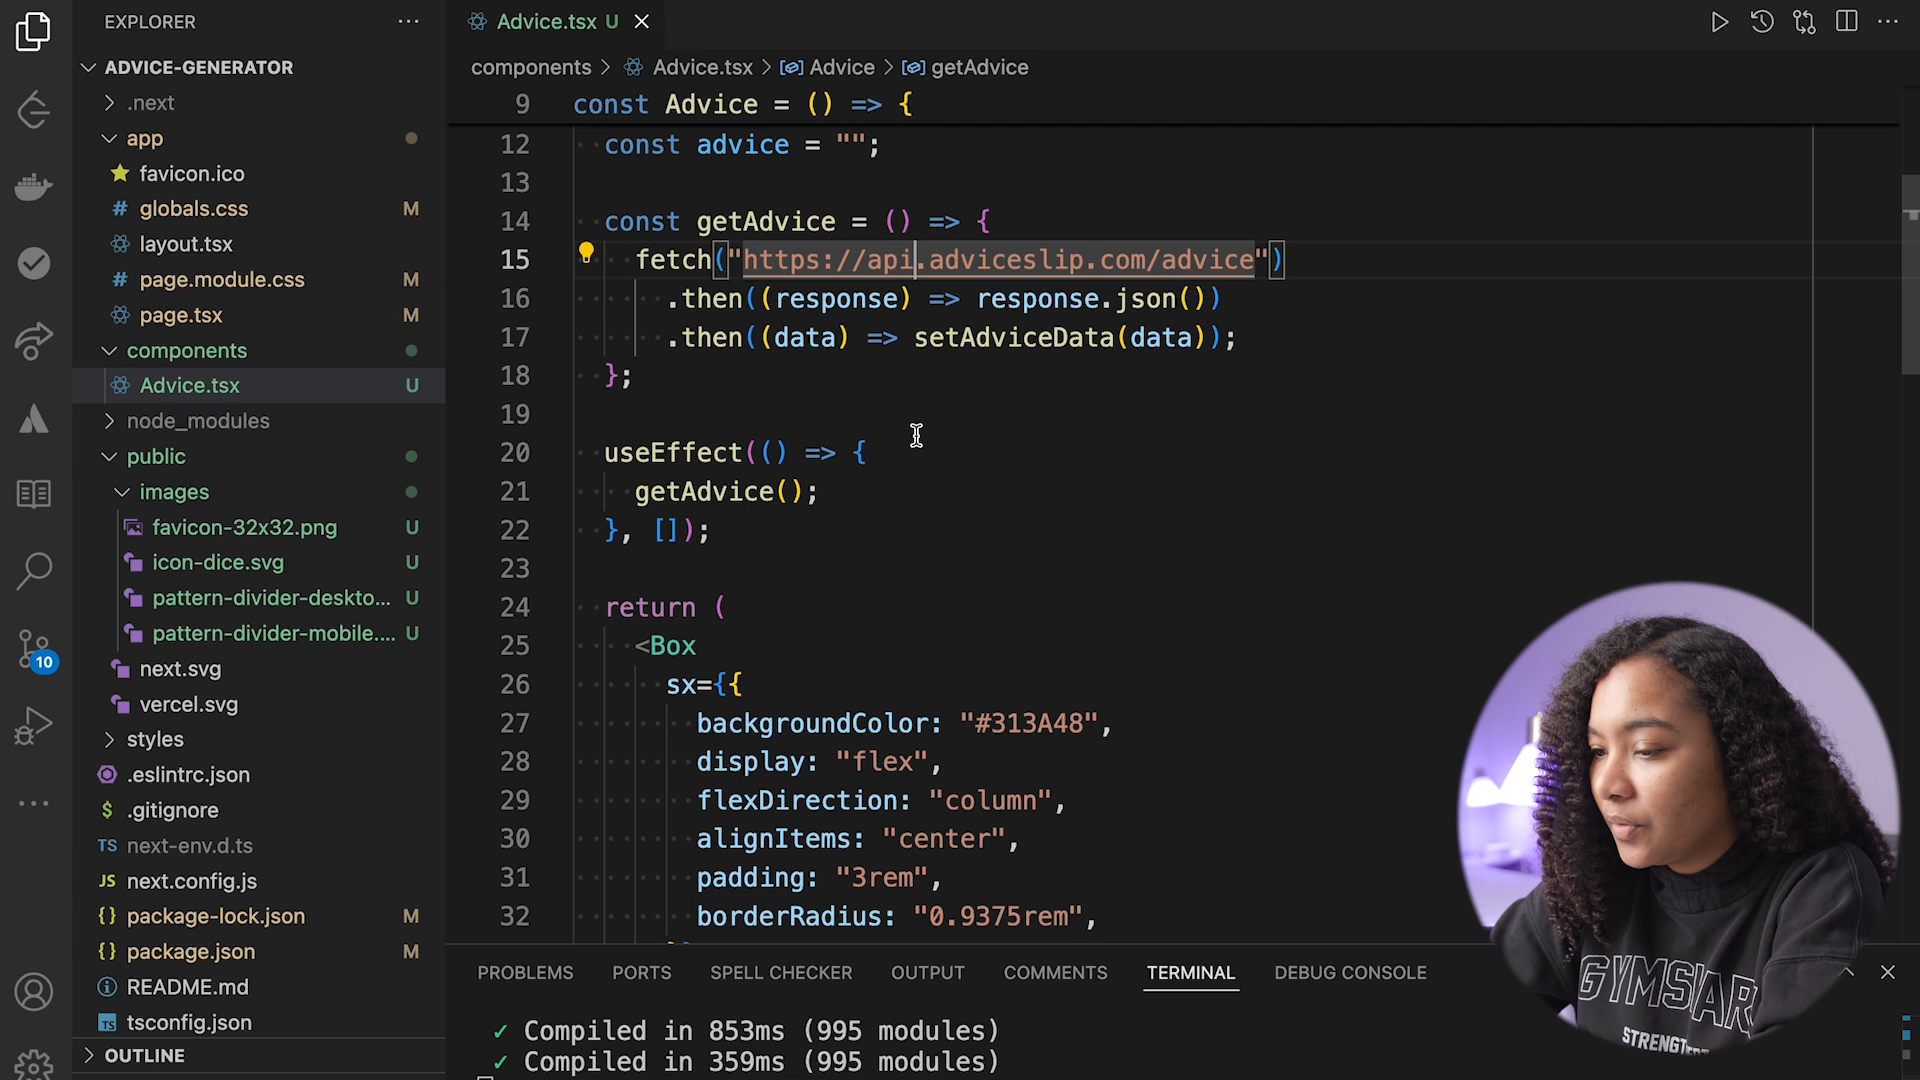 EXPLORER
ADVICE-GENERATOR
.next
app
favicon.ico
# globals.css M
layout.tsx
# page.module.css M
page.tsx M
components
Advice.tsx U
node_modules
public
images
favicon-32x32.png U
icon-dice.svg U
pattern-divider-deskto... U
pattern-divider-mobile.... U
next.svg
vercel.svg
styles
.eslintrc.json
$ .gitignore
TS next-env.d.ts
JS next.config.js
{} package-lock.json M
{} package.json M
README.md
TS tsconfig.json
OUTLINE
10
Advice.tsx U
components > Advice.tsx > Advice > getAdvice
9 const Advice = () => {
12 const advice = "";
13
14 const getAdvice = () => {
15 fetch("https://api.adviceslip.com/advice")
16 .then((response) => response.json())
17 .then((data) => setAdviceData(data));
18 };
19
20 useEffect(() => {
21 getAdvice();
22 }, []);
23
24 return (
25 <Box
26 sx={{
27 backgroundColor: "#313A48",
28 display: "flex",
29 flexDirection: "column",
30 alignItems: "center",
31 padding: "3rem",
32 borderRadius: "0.9375rem",
PROBLEMS PORTS SPELL CHECKER OUTPUT COMMENTS TERMINAL DEBUG CONSOLE
✓ Compiled in 853ms (995 modules)
✓ Compiled in 359ms (995 modules)
GYMSHAR